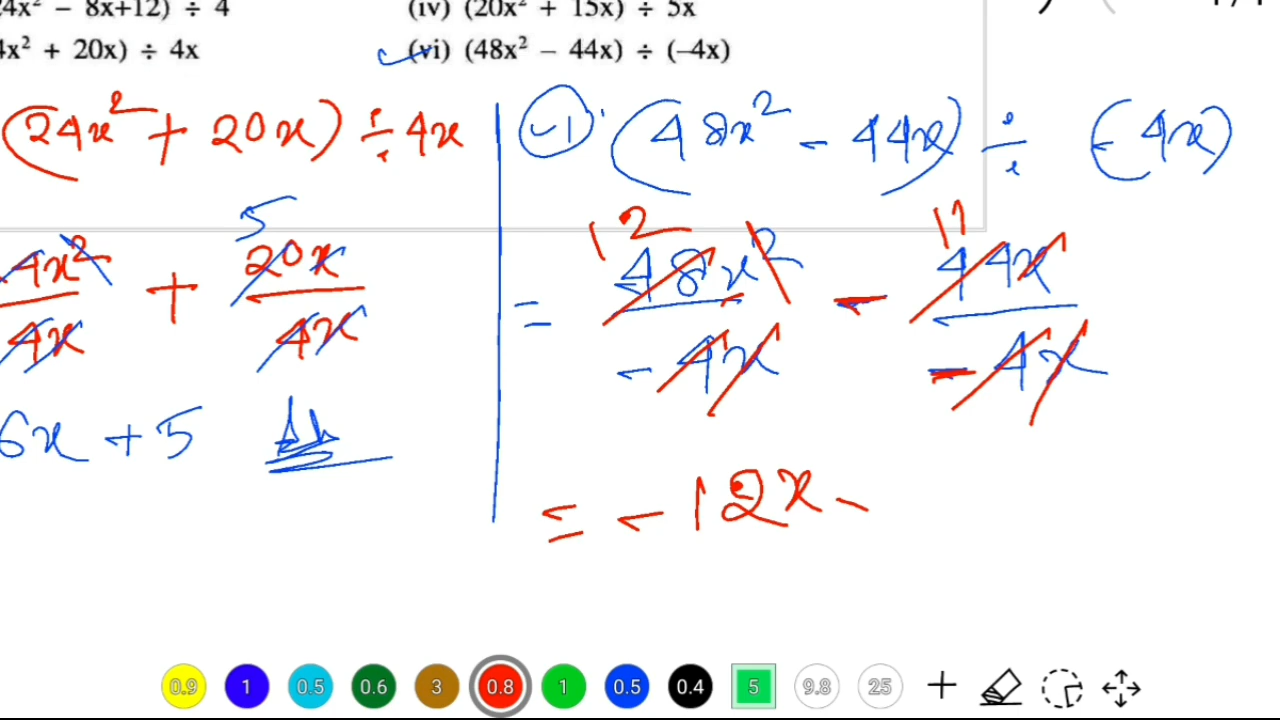 24x² – 8x+12) ÷ 4 (iv) (20x² + 15x) ÷ 5x
4x² + 20x) ÷ 4x (vi) (48x² – 44x) ÷ (–4x)
(24x² + 20x) ÷ 4x
4x²/4x + 20x/4x
5
6x + 5
vi (48x² - 44x) ÷ (-4x)
12 11
= 48x²/-4x - 44x/-4x
= -12x -
0.9 1 0.5 0.6 3 0.8 1 0.5 0.4 5 9.8 25 +